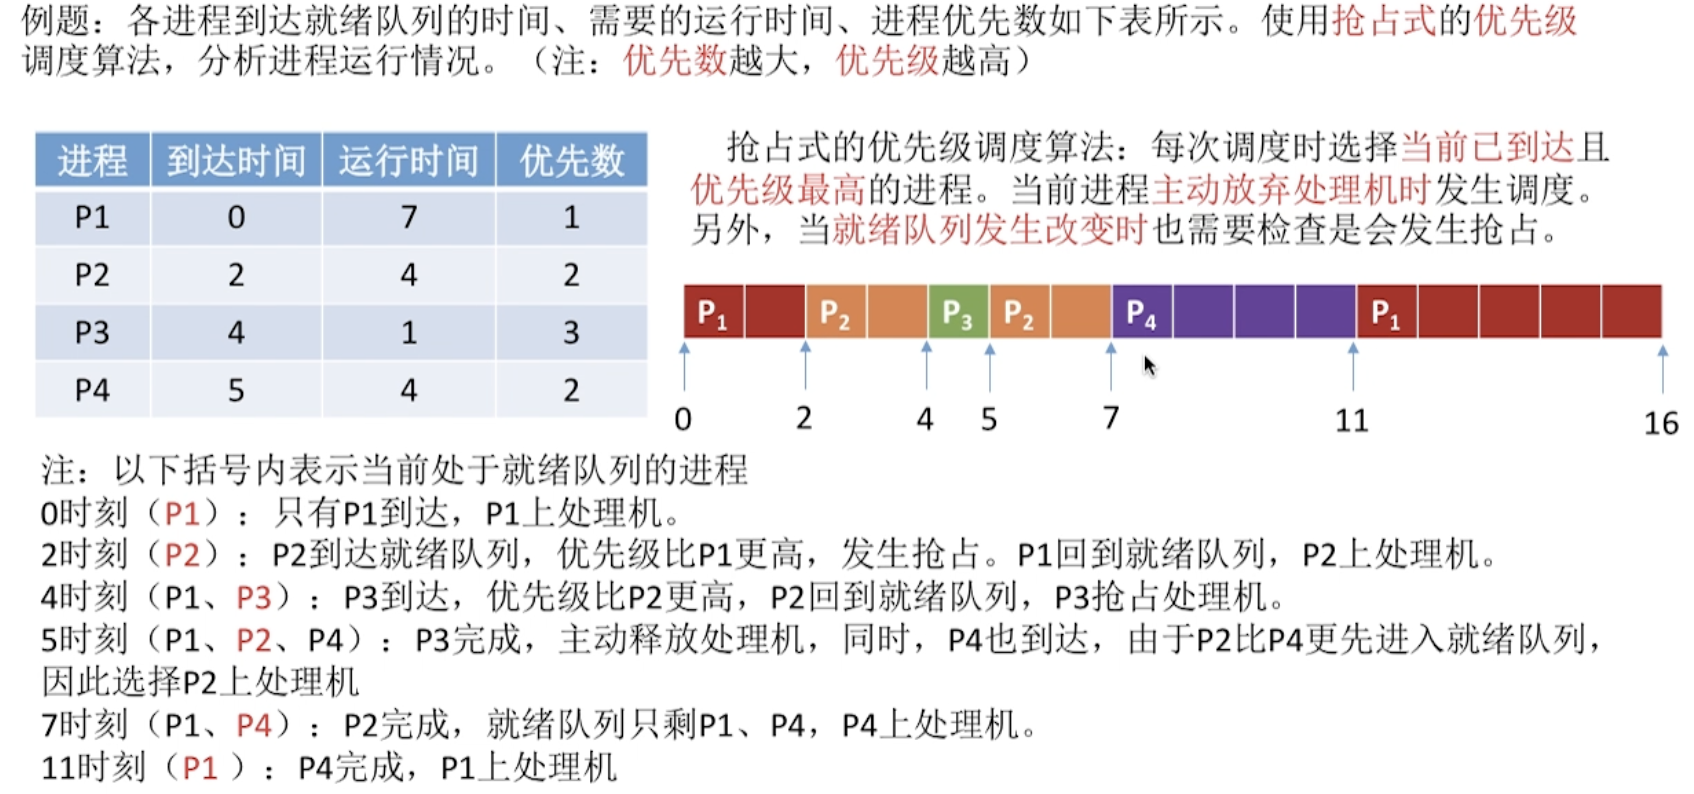 例题：各进程到达就绪队列的时间、需要的运行时间、进程优先数如下表所示。使用抢占式的优先级
调度算法，分析进程运行情况。（注：优先数越大，优先级越高）
进程 到达时间 运行时间 优先数
P1 0 7 1
P2 2 4 2
P3 4 1 3
P4 5 4 2
抢占式的优先级调度算法：每次调度时选择当前已到达且
优先级最高的进程。当前进程主动放弃处理机时发生调度。
另外，当就绪队列发生改变时也需要检查是会发生抢占。
P1 P2 P3 P2 P4 P1
0 2 4 5 7 11 16
注：以下括号内表示当前处于就绪队列的进程
0时刻（P1）：只有P1到达，P1上处理机。
2时刻（P2）：P2到达就绪队列，优先级比P1更高，发生抢占。P1回到就绪队列，P2上处理机。
4时刻（P1、P3）：P3到达，优先级比P2更高，P2回到就绪队列，P3抢占处理机。
5时刻（P1、P2、P4）：P3完成，主动释放处理机，同时，P4也到达，由于P2比P4更先进入就绪队列，
因此选择P2上处理机
7时刻（P1、P4）：P2完成，就绪队列只剩P1、P4，P4上处理机。
11时刻（P1 ）：P4完成，P1上处理机